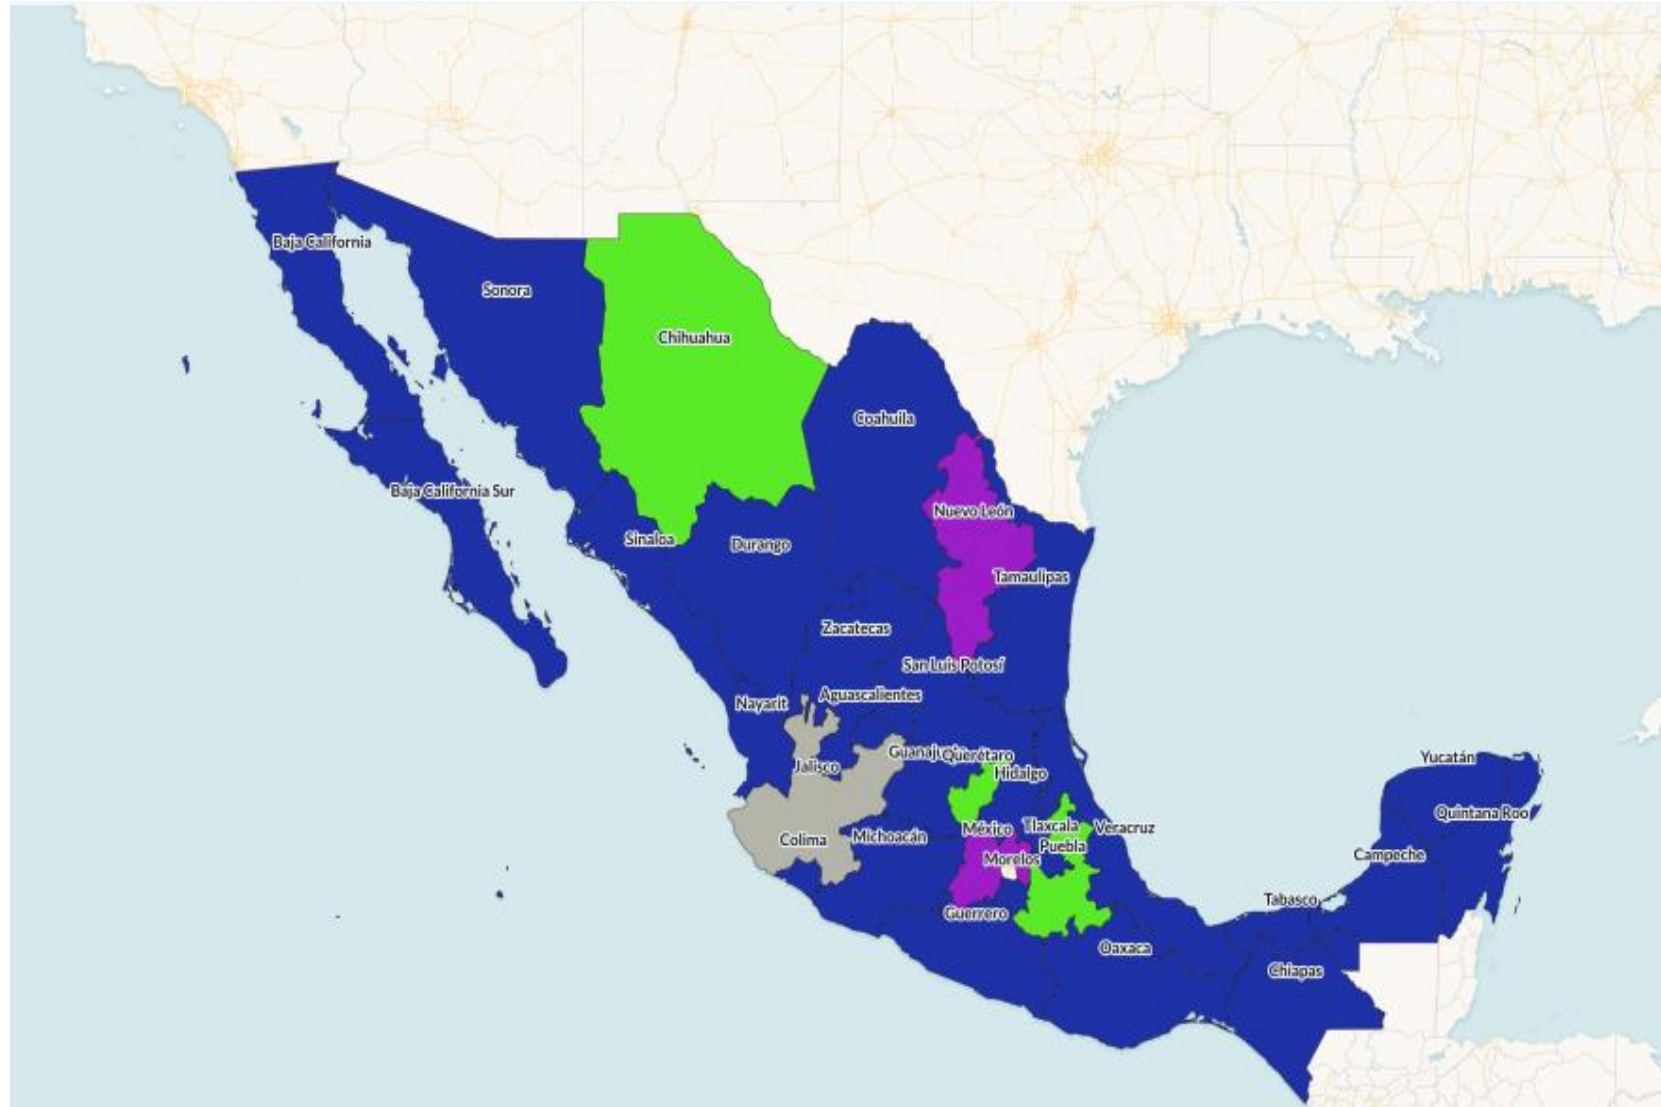 Baja California
Sonora
Chihuahua
Coahuila
Baja California Sur
Nuevo León
Sinaloa
Durango
Tamaulipas
Zacatecas
San Luis Potosí
Nayarit
Aguascalientes
Guanaju
Querétaro
Hidalgo
Jalisco
Yucatán
Quintana Roo
México
Tlaxcala
Veracruz
Colima
Michoacán
Puebla
Morelos
Campeche
Tabasco
Guerrero
Oaxaca
Chiapas